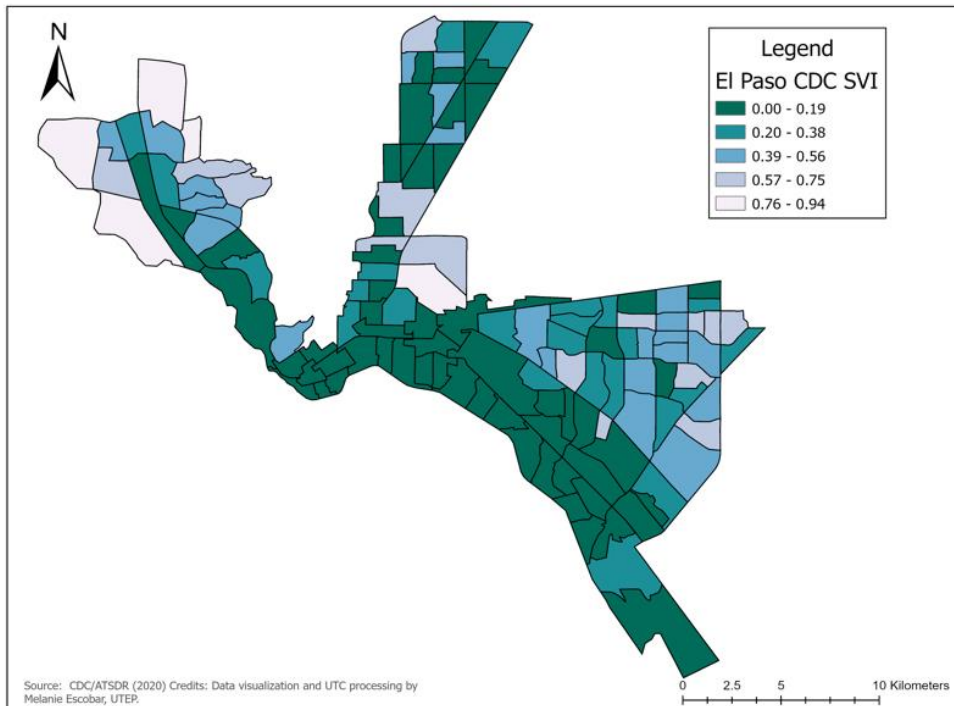 N
Legend
El Paso CDC SVI
0.00 - 0.19
0.20 - 0.38
0.39 - 0.56
0.57 - 0.75
0.76 - 0.94
Source: CDC/ATSDR (2020) Credits: Data visualization and UTC processing by
Melanie Escobar, UTEP.
0 2.5 5 10 Kilometers